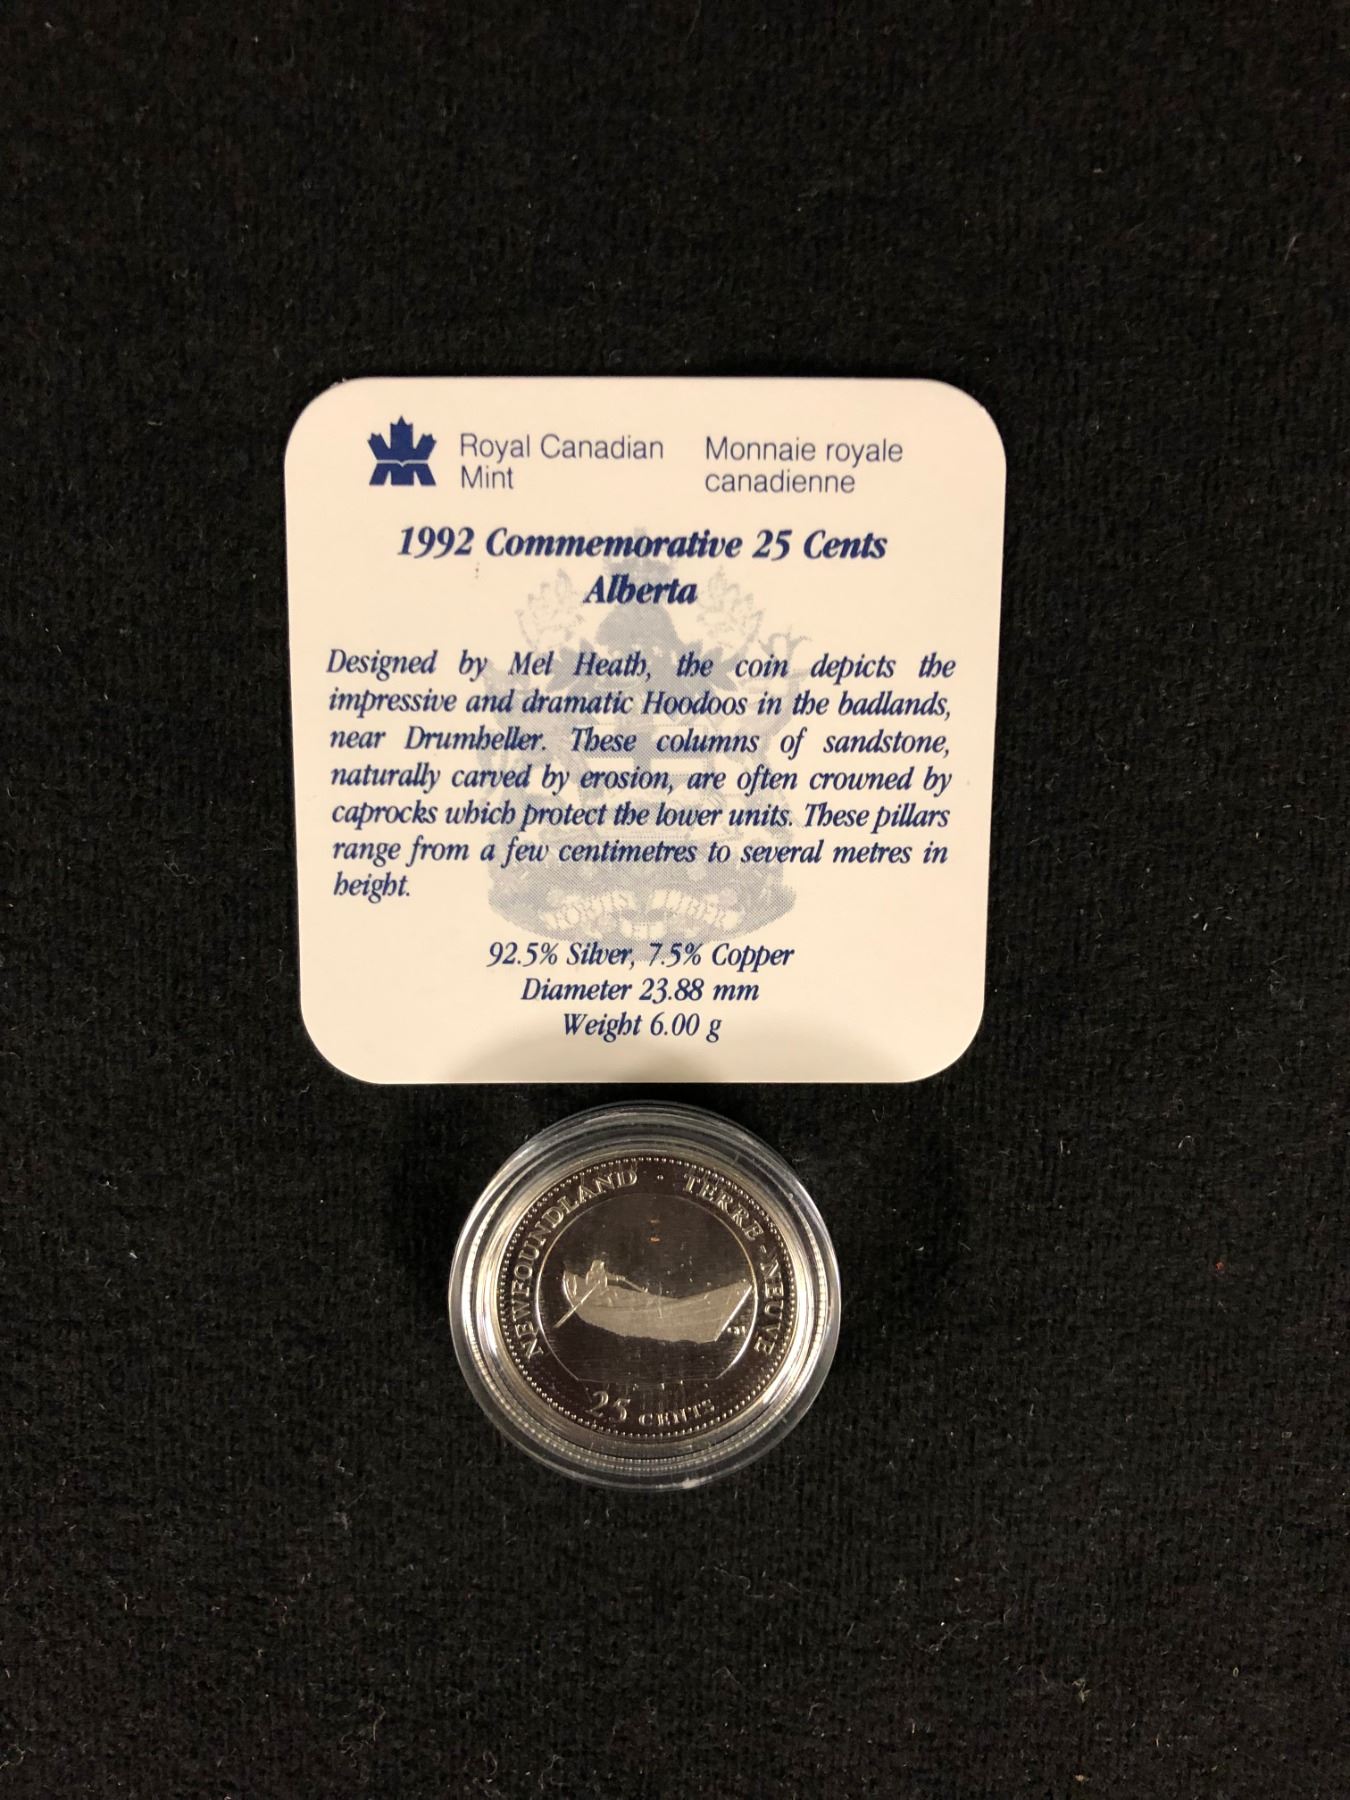 Royal Canadian Mint
Monnaie royale canadienne
1992 Commemorative 25 Cents
Alberta
Designed by Mel Heath, the coin depicts the
impressive and dramatic Hoodoos in the badlands,
near Drumheller. These columns of sandstone,
naturally carved by erosion, are often crowned by
caprocks which protect the lower units. These pillars
range from a few centimetres to several metres in
height.
92.5% Silver, 7.5% Copper
Diameter 23.88 mm
Weight 6.00 g
NEWFOUNDLAND · TERRE-NEUVE
25 CENTS